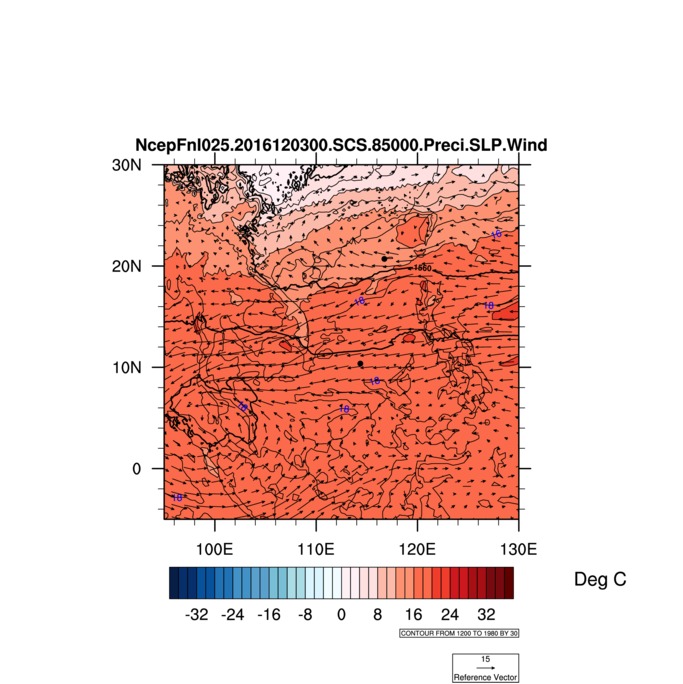 NcepFnl025.2016120300.SCS.85000.Preci.SLP.Wind
30N
20N
10N
0
16
1560
18
18
18
18
18
18
100E
110E
120E
130E
-32
-24
-16
-8
0
8
16
24
32
Deg C
CONTOUR FROM 1200 TO 1980 BY 30
15
Reference Vector